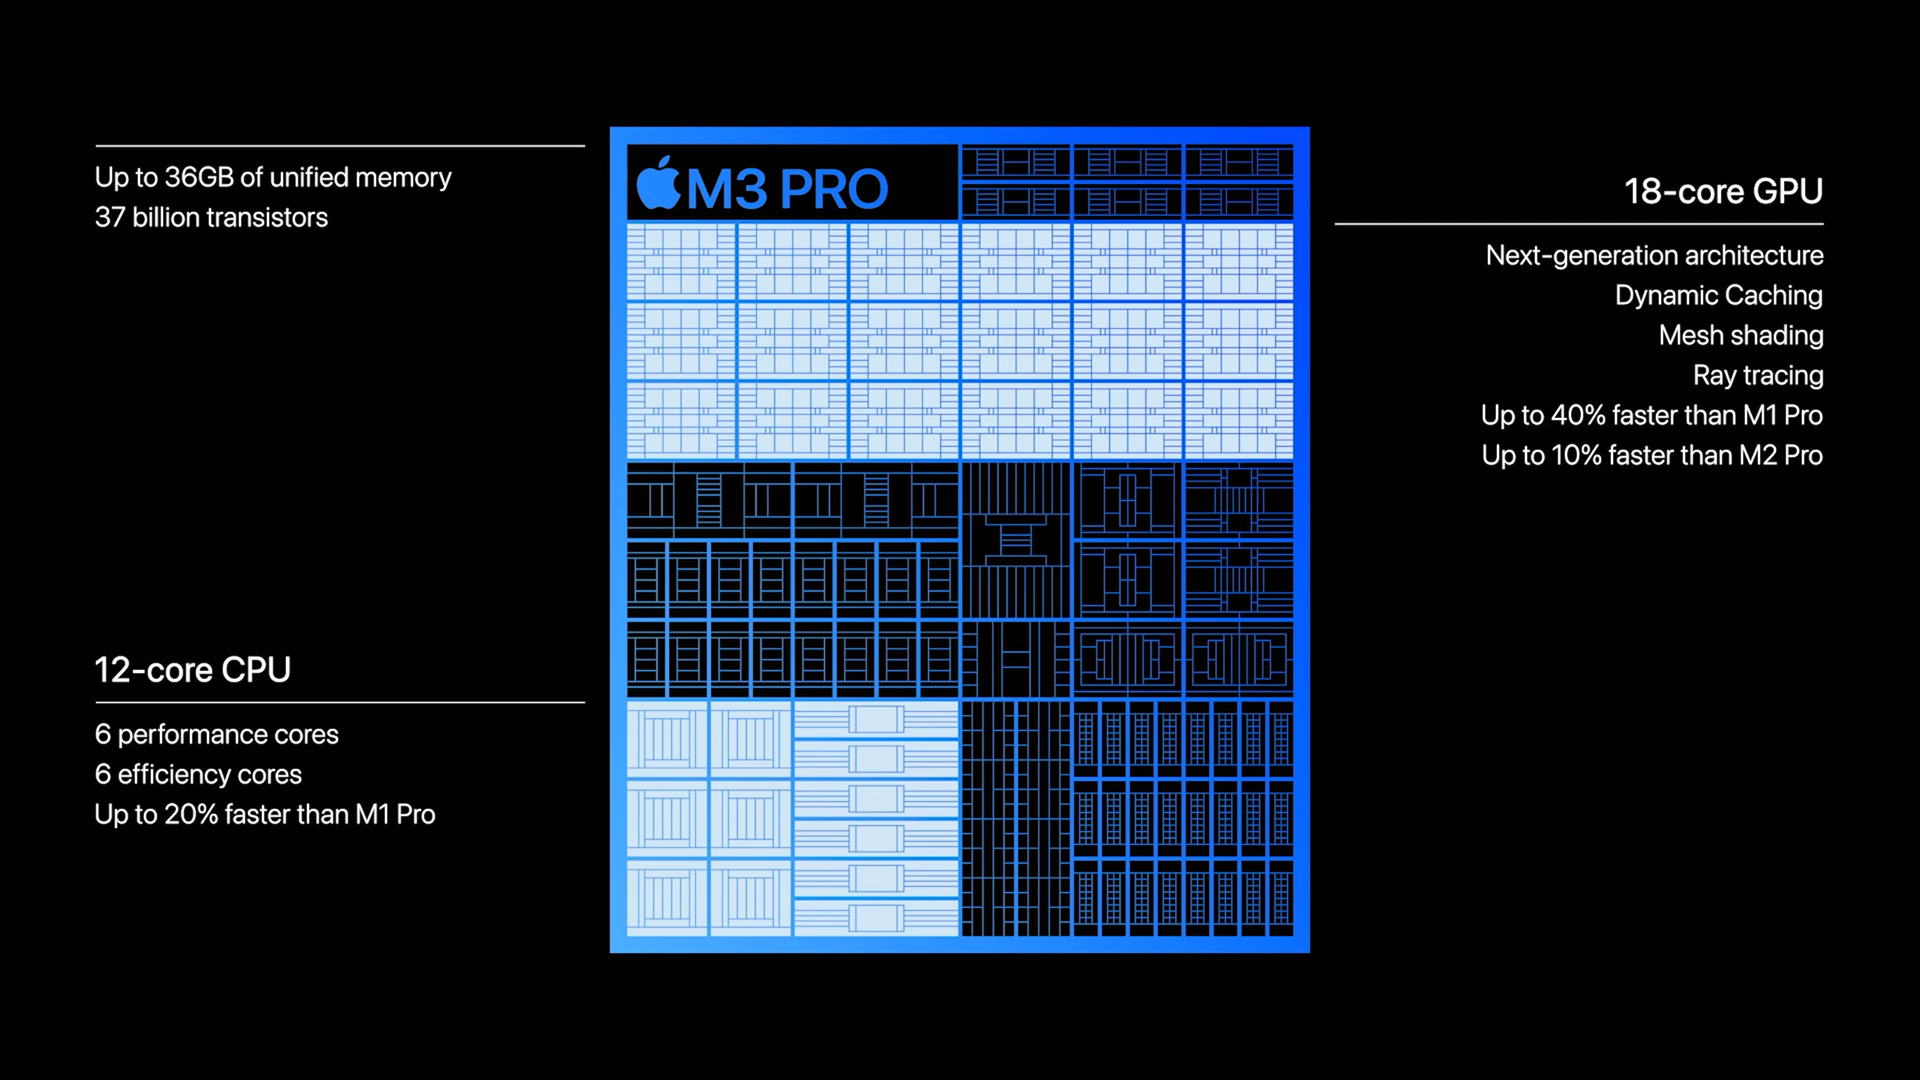 Up to 36GB of unified memory
37 billion transistors
M3 PRO
18-core GPU
Next-generation architecture
Dynamic Caching
Mesh shading
Ray tracing
Up to 40% faster than M1 Pro
Up to 10% faster than M2 Pro
12-core CPU
6 performance cores
6 efficiency cores
Up to 20% faster than M1 Pro